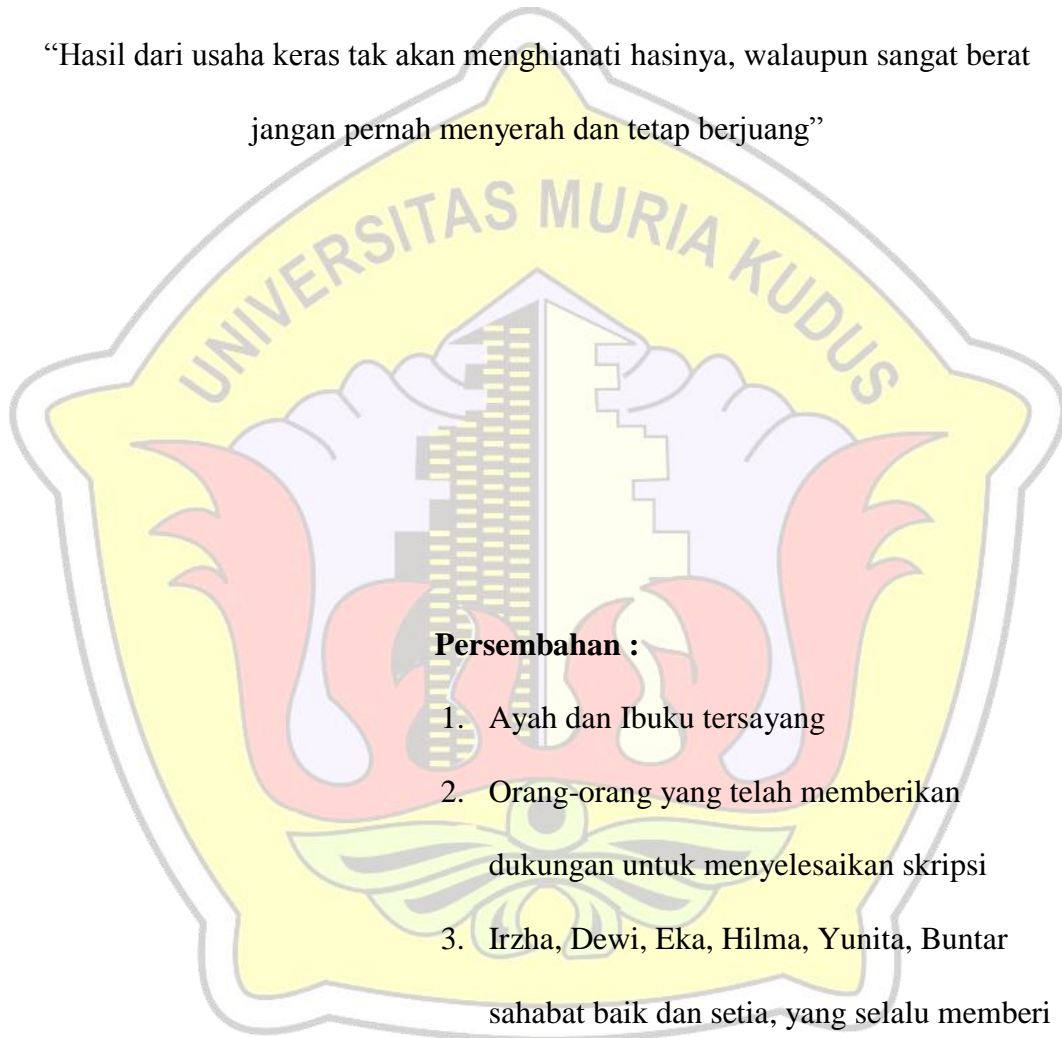 “Hasil dari usaha keras tak akan menghianati hasinya, walaupun sangat berat
jangan pernah menyerah dan tetap berjuang”
UNIVERSITAS MURIA KUDUS
Persembahan :
1. Ayah dan Ibuku tersayang
2. Orang-orang yang telah memberikan
dukungan untuk menyelesaikan skripsi
3. Irzha, Dewi, Eka, Hilma, Yunita, Buntar
sahabat baik dan setia, yang selalu memberi